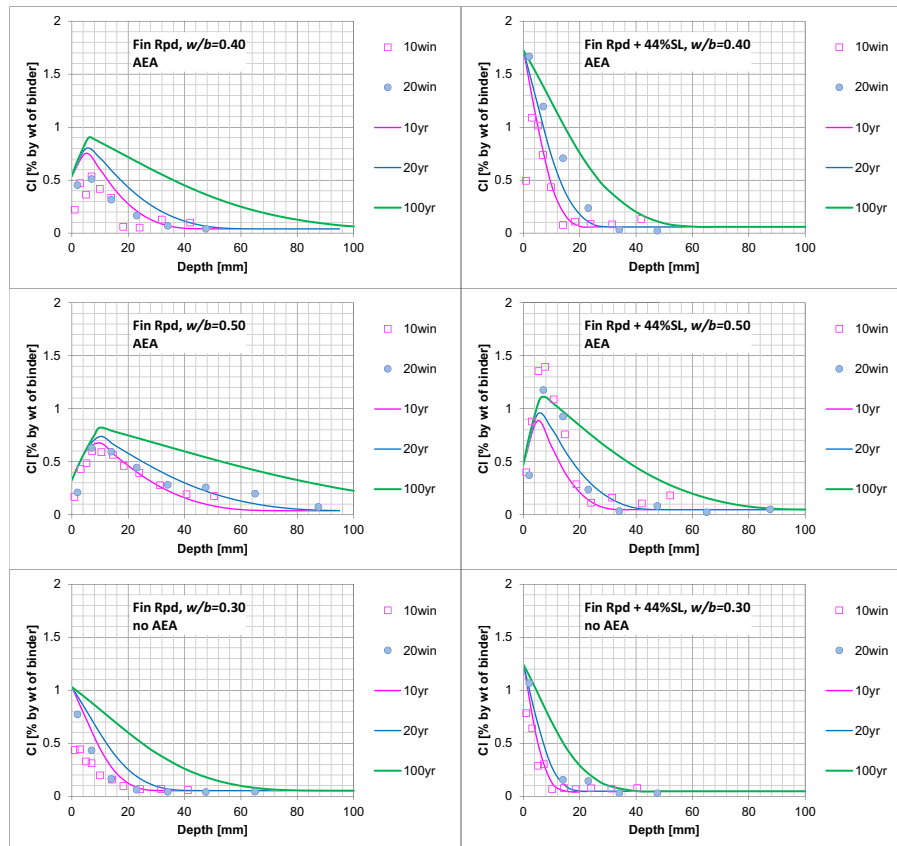 2
1.5
1
0.5
0
Cl [% by wt of binder]
Fin Rpd, w/b=0.40
AEA
0 20 40 60 80 100
Depth [mm]
10win
20win
10yr
20yr
100yr
2
1.5
1
0.5
0
Cl [% by wt of binder]
Fin Rpd + 44%SL, w/b=0.40
AEA
0 20 40 60 80 100
Depth [mm]
10win
20win
10yr
20yr
100yr
2
1.5
1
0.5
0
Cl [% by wt of binder]
Fin Rpd, w/b=0.50
AEA
0 20 40 60 80 100
Depth [mm]
10win
20win
10yr
20yr
100yr
2
1.5
1
0.5
0
Cl [% by wt of binder]
Fin Rpd + 44%SL, w/b=0.50
AEA
0 20 40 60 80 100
Depth [mm]
10win
20win
10yr
20yr
100yr
2
1.5
1
0.5
0
Cl [% by wt of binder]
Fin Rpd, w/b=0.30
no AEA
0 20 40 60 80 100
Depth [mm]
10win
20win
10yr
20yr
100yr
2
1.5
1
0.5
0
Cl [% by wt of binder]
Fin Rpd + 44%SL, w/b=0.30
no AEA
0 20 40 60 80 100
Depth [mm]
10win
20win
10yr
20yr
100yr